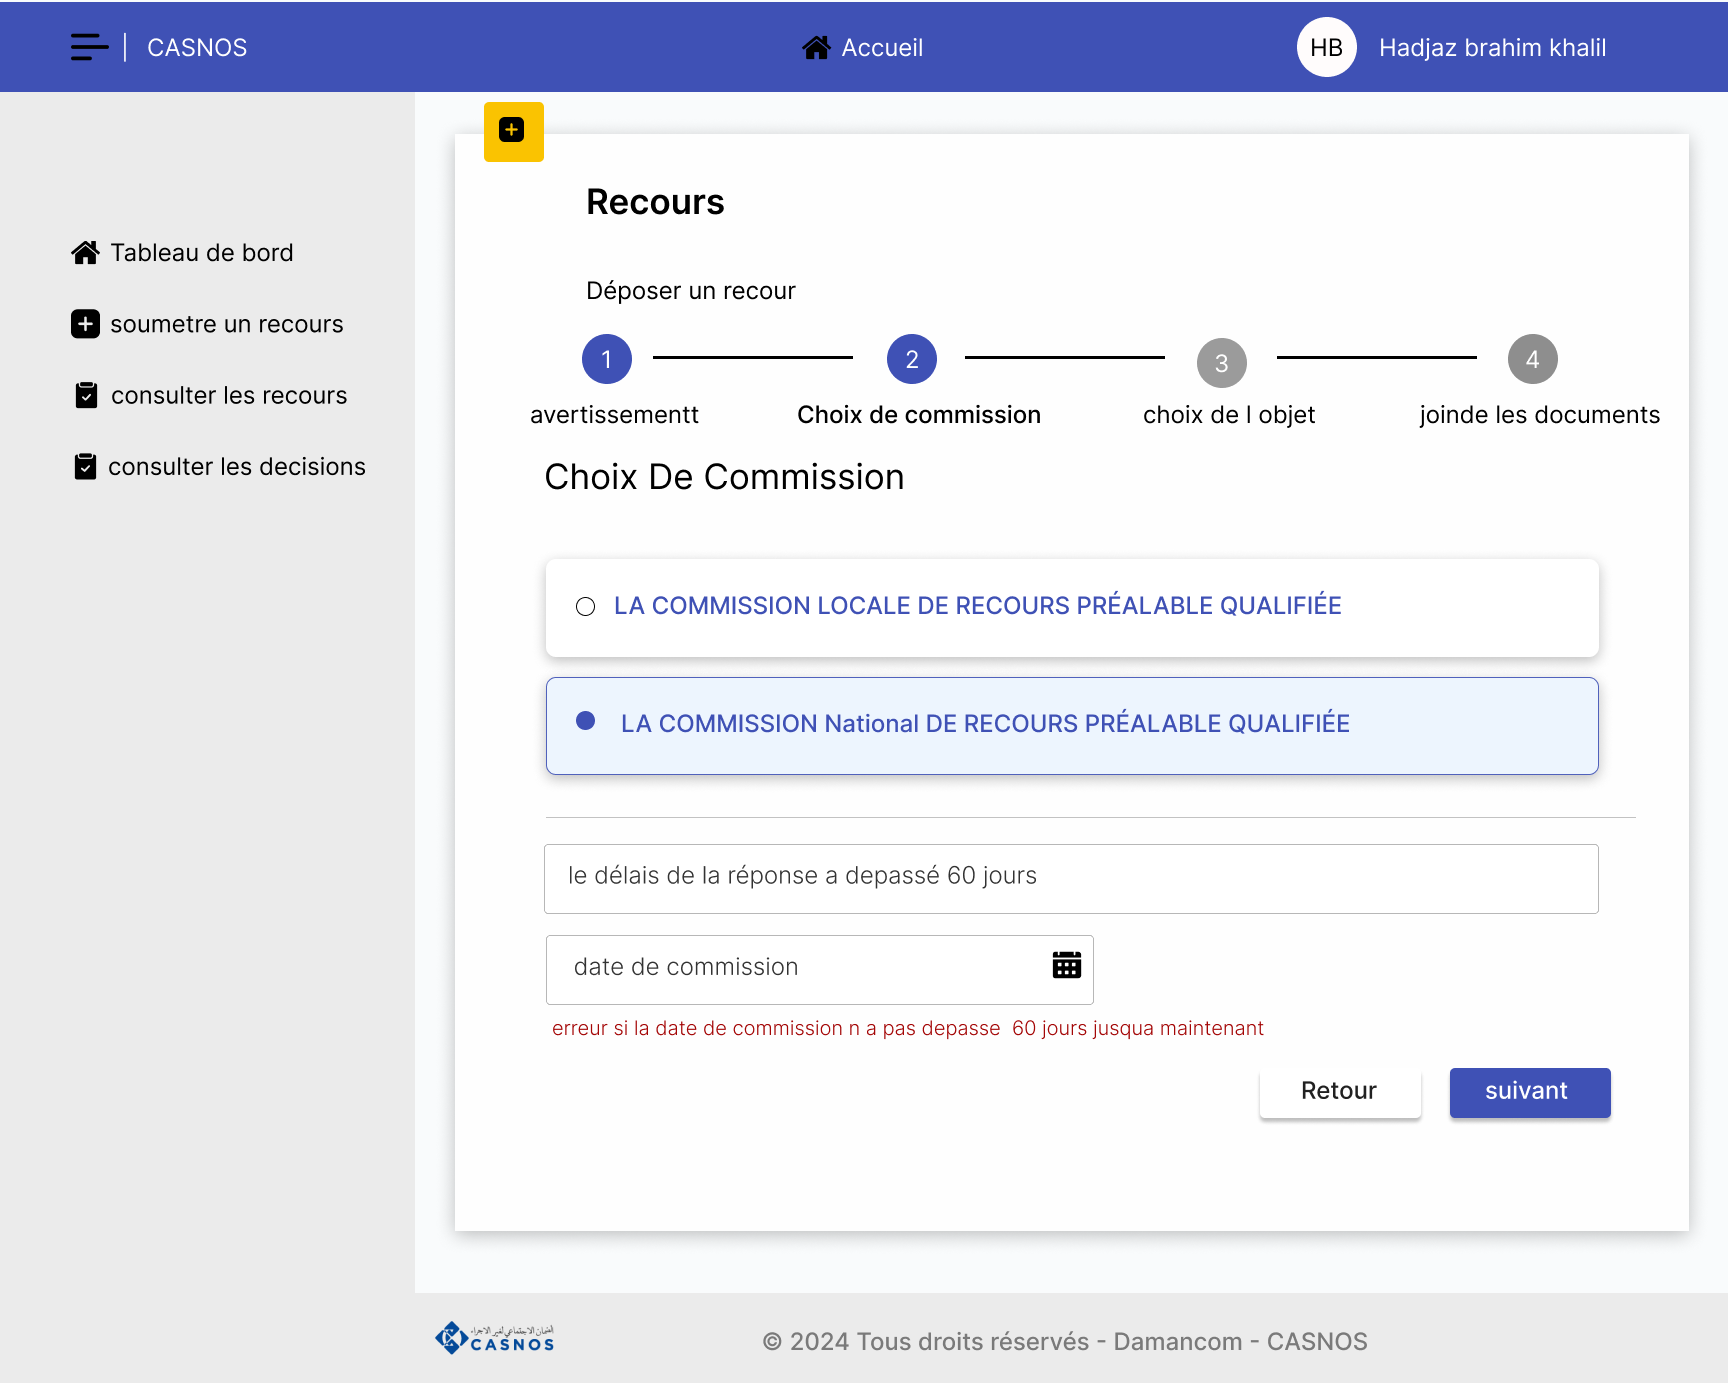 CASNOS
Accueil
HB
Hadjaz brahim khalil
Tableau de bord
soumetre un recours
consulter les recours
consulter les decisions
Recours
Déposer un recour
1
2
3
4
avertissementt
Choix de commission
choix de l objet
joinde les documents
Choix De Commission
LA COMMISSION LOCALE DE RECOURS PRÉALABLE QUALIFIÉE
LA COMMISSION National DE RECOURS PRÉALABLE QUALIFIÉE
le délais de la réponse a depassé 60 jours
date de commission
erreur si la date de commission n a pas depasse  60 jours jusqua maintenant
Retour
suivant
الضمان الاجتماعي لغير الاجراء
CASNOS
© 2024 Tous droits réservés - Damancom - CASNOS